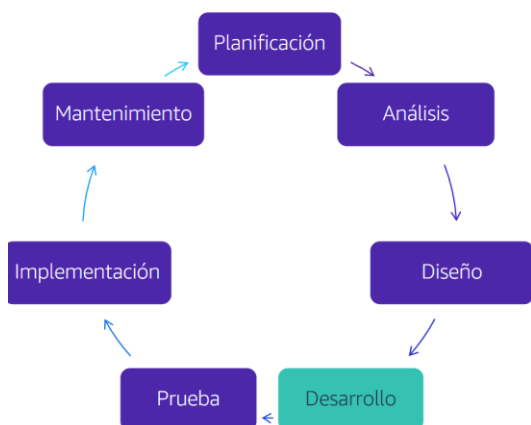 Planificación
Análisis
Diseño
Desarrollo
Prueba
Implementación
Mantenimiento